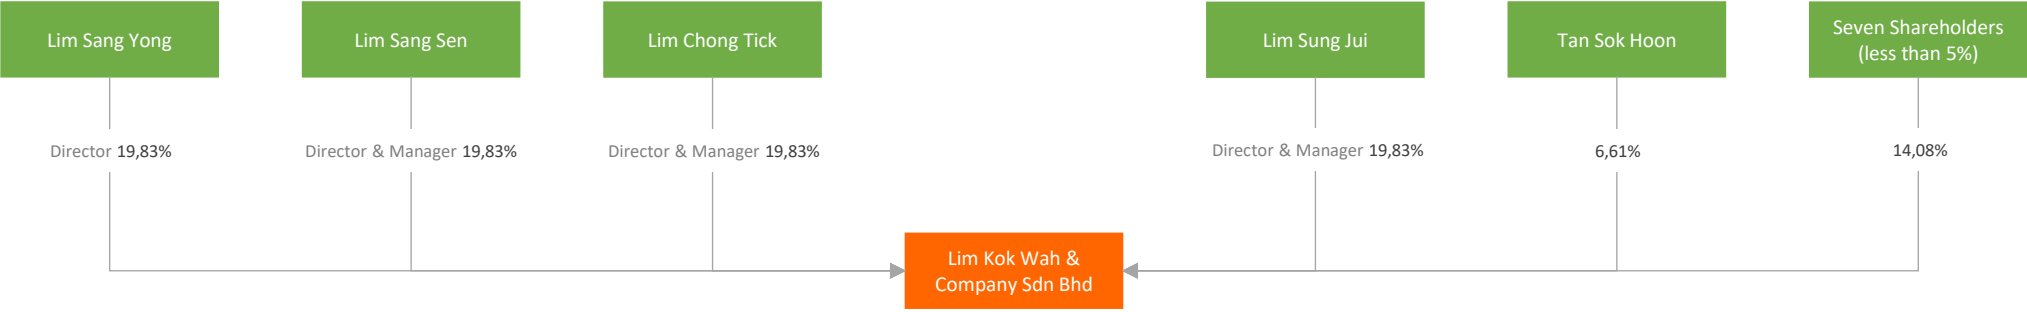 Lim Sang Yong
Lim Sang Sen
Lim Chong Tick
Lim Sung Jui
Tan Sok Hoon
Seven Shareholders
(less than 5%)
Director 19,83%
Director & Manager 19,83%
Director & Manager 19,83%
Director & Manager 19,83%
6,61%
14,08%
Lim Kok Wah &
Company Sdn Bhd